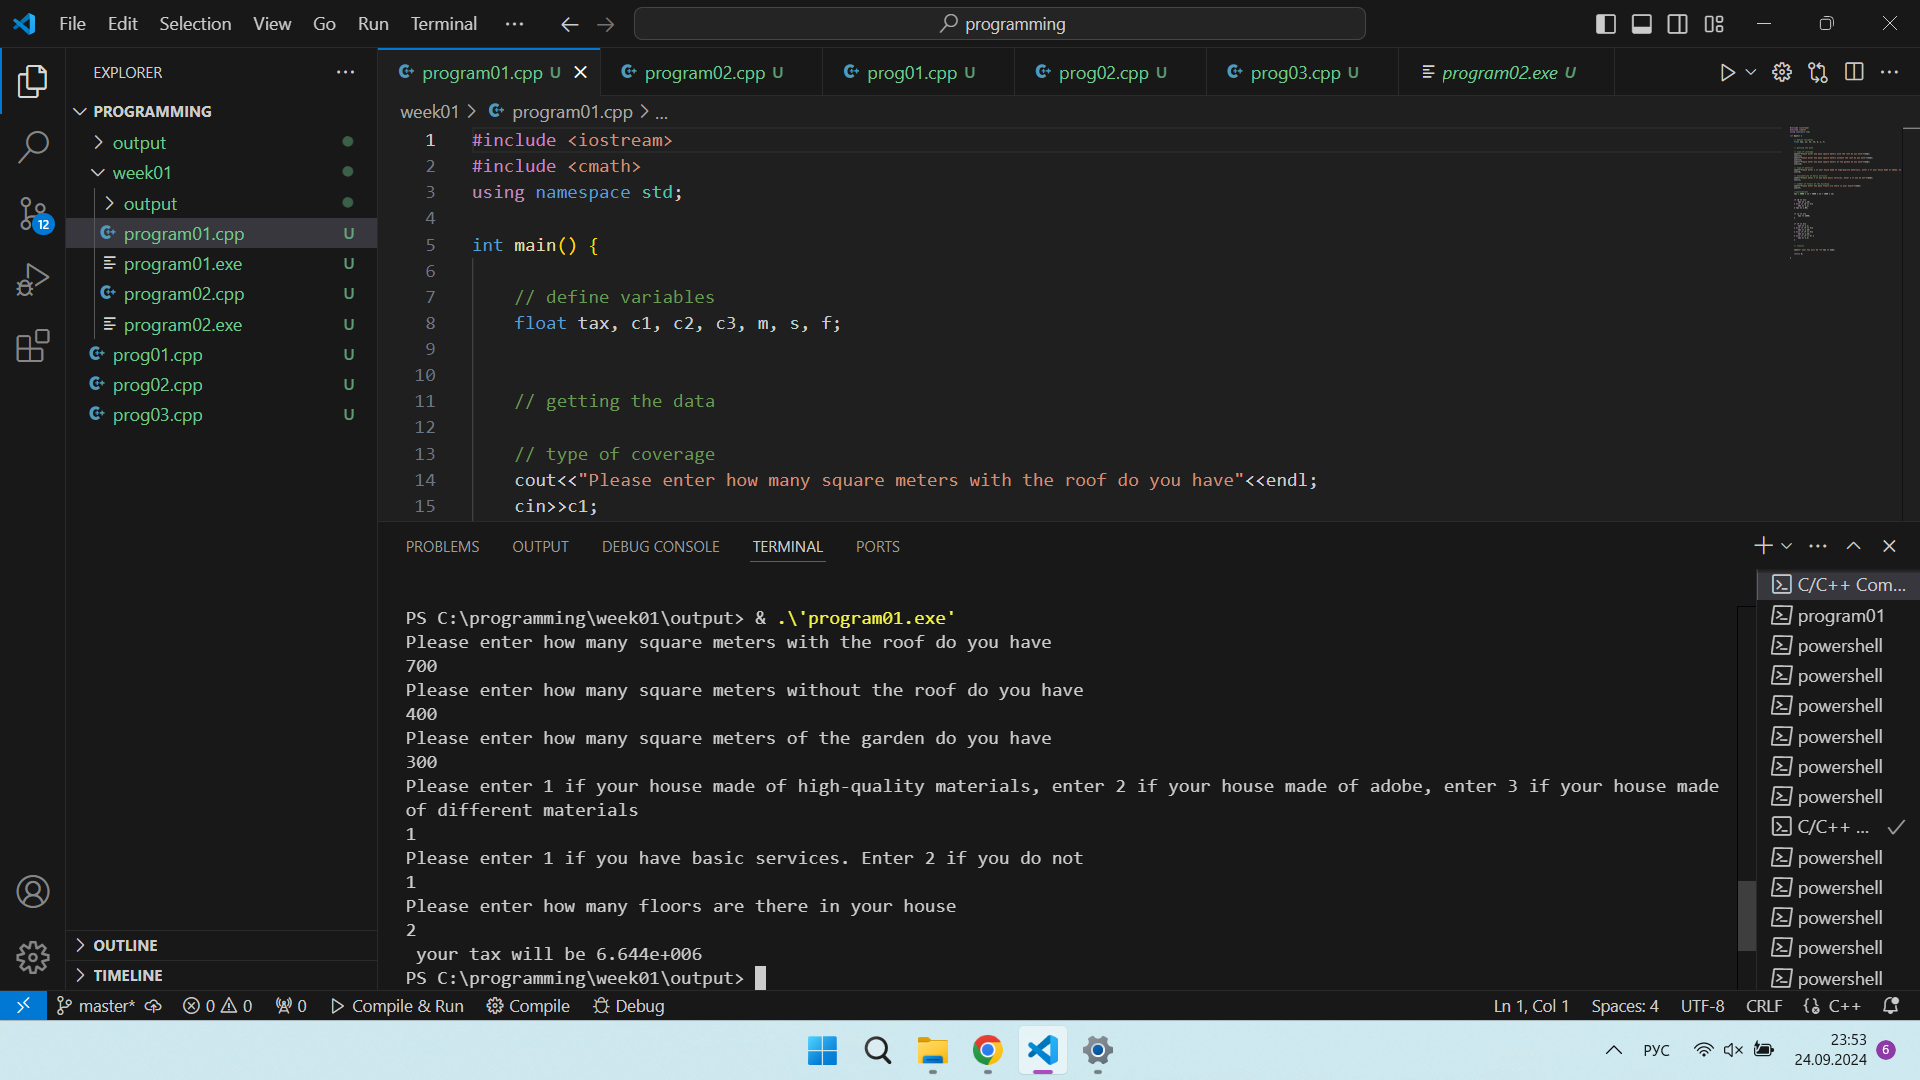 File Edit Selection View Go Run Terminal ···
programming
EXPLORER ···
PROGRAMMING
output
week01
output
program01.cpp U
program01.exe U
program02.cpp U
program02.exe U
prog01.cpp U
prog02.cpp U
prog03.cpp U
OUTLINE
TIMELINE
12
program01.cpp U program02.cpp U prog01.cpp U prog02.cpp U prog03.cpp U program02.exe U
week01 > program01.cpp > ...
1 #include <iostream>
2 #include <cmath>
3 using namespace std;
4
5 int main() {
6
7 // define variables
8 float tax, c1, c2, c3, m, s, f;
9
10
11 // getting the data
12
13 // type of coverage
14 cout<<"Please enter how many square meters with the roof do you have"<<endl;
15 cin>>c1;
PROBLEMS OUTPUT DEBUG CONSOLE TERMINAL PORTS
PS C:\programming\week01\output> & .\'program01.exe'
Please enter how many square meters with the roof do you have
700
Please enter how many square meters without the roof do you have
400
Please enter how many square meters of the garden do you have
300
Please enter 1 if your house made of high-quality materials, enter 2 if your house made of adobe, enter 3 if your house made
of different materials
1
Please enter 1 if you have basic services. Enter 2 if you do not
1
Please enter how many floors are there in your house
2
your tax will be 6.644e+006
PS C:\programming\week01\output>
C/C++ Com...
program01
powershell
powershell
powershell
powershell
powershell
powershell
C/C++ ...
powershell
powershell
powershell
powershell
powershell
master* 0 0 0 Compile & Run Compile Debug Ln 1, Col 1 Spaces: 4 UTF-8 CRLF C++
РУС
23:53
24.09.2024
6